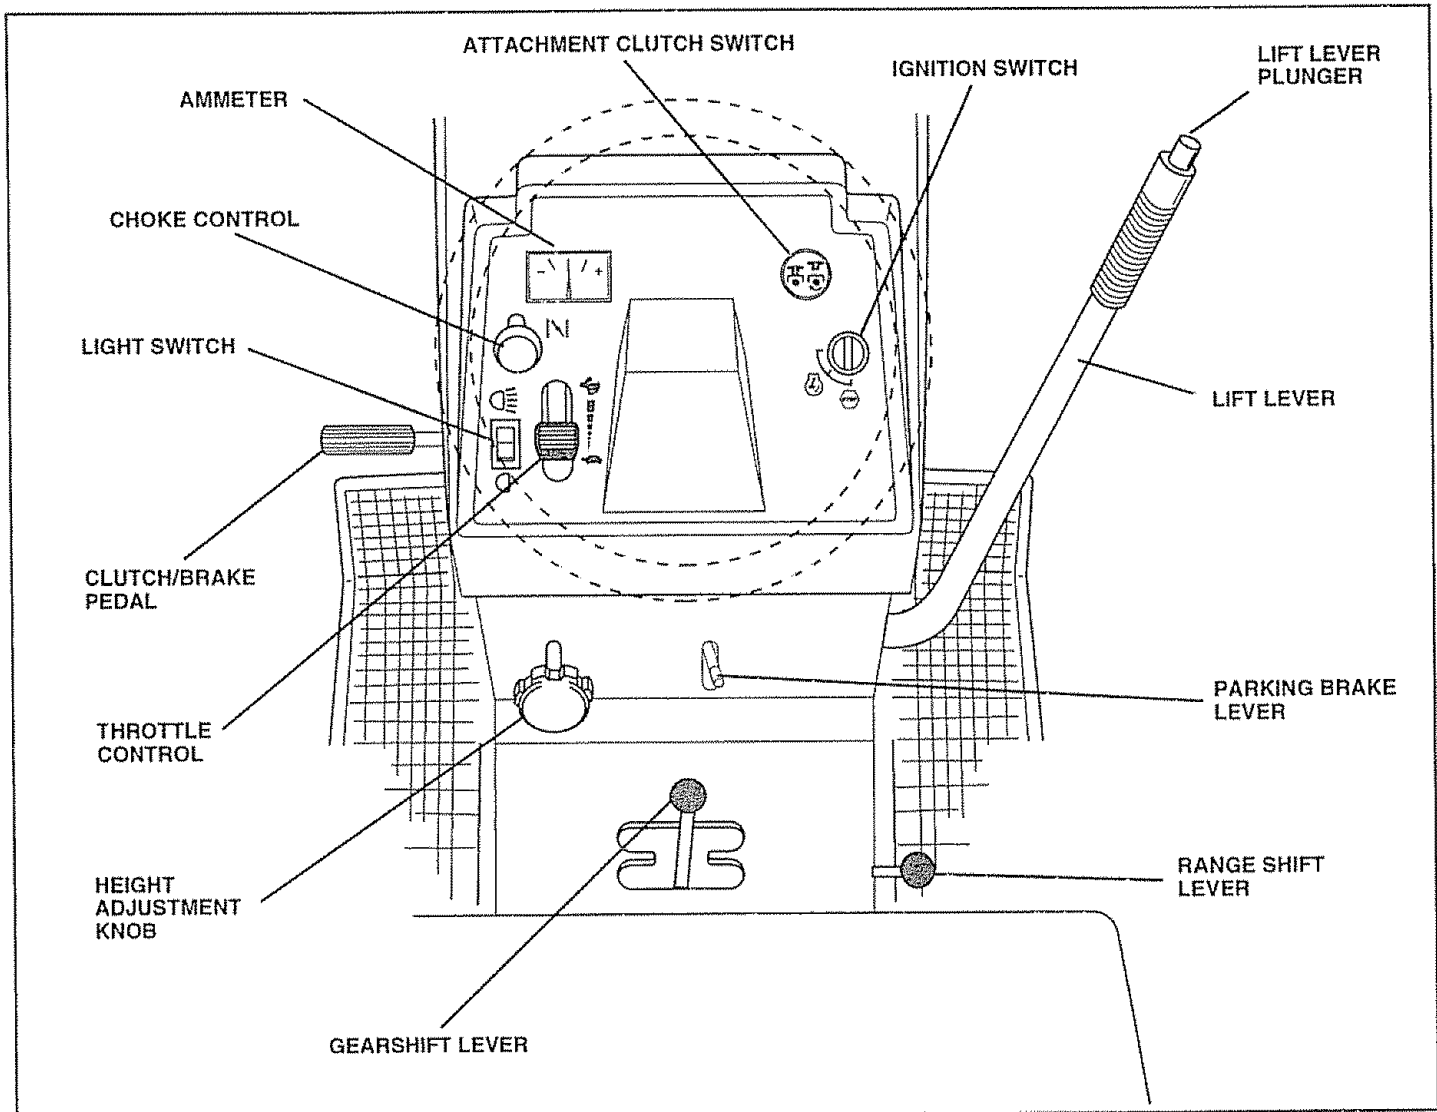 ATTACHMENT CLUTCH SWITCH
IGNITION SWITCH
LIFT LEVER
PLUNGER
AMMETER
CHOKE CONTROL
- +
LIGHT SWITCH
LIFT LEVER
CLUTCH/BRAKE
PEDAL
PARKING BRAKE
LEVER
THROTTLE
CONTROL
RANGE SHIFT
LEVER
HEIGHT
ADJUSTMENT
KNOB
GEARSHIFT LEVER